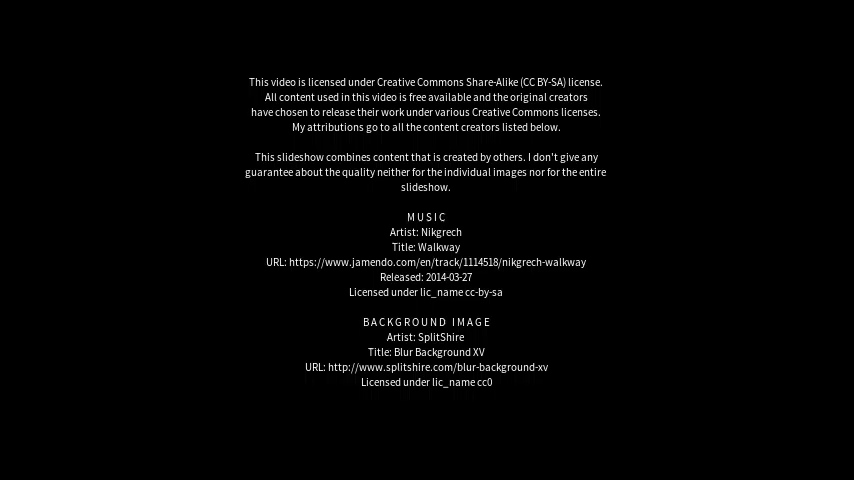 This video is licensed under Creative Commons Share-Alike (CC BY-SA) license.
All content used in this video is free available and the original creators
have chosen to release their work under various Creative Commons licenses.
My attributions go to all the content creators listed below.
This slideshow combines content that is created by others. I don't give any
guarantee about the quality neither for the individual images nor for the entire
slideshow.
MUSIC
Artist: Nikgrech
Title: Walkway
URL: https://www.jamendo.com/en/track/1114518/nikgrech-walkway
Released: 2014-03-27
Licensed under lic_name cc-by-sa
BACKGROUND IMAGE
Artist: SplitShire
Title: Blur Background XV
URL: http://www.splitshire.com/blur-background-xv
Licensed under lic_name cc0